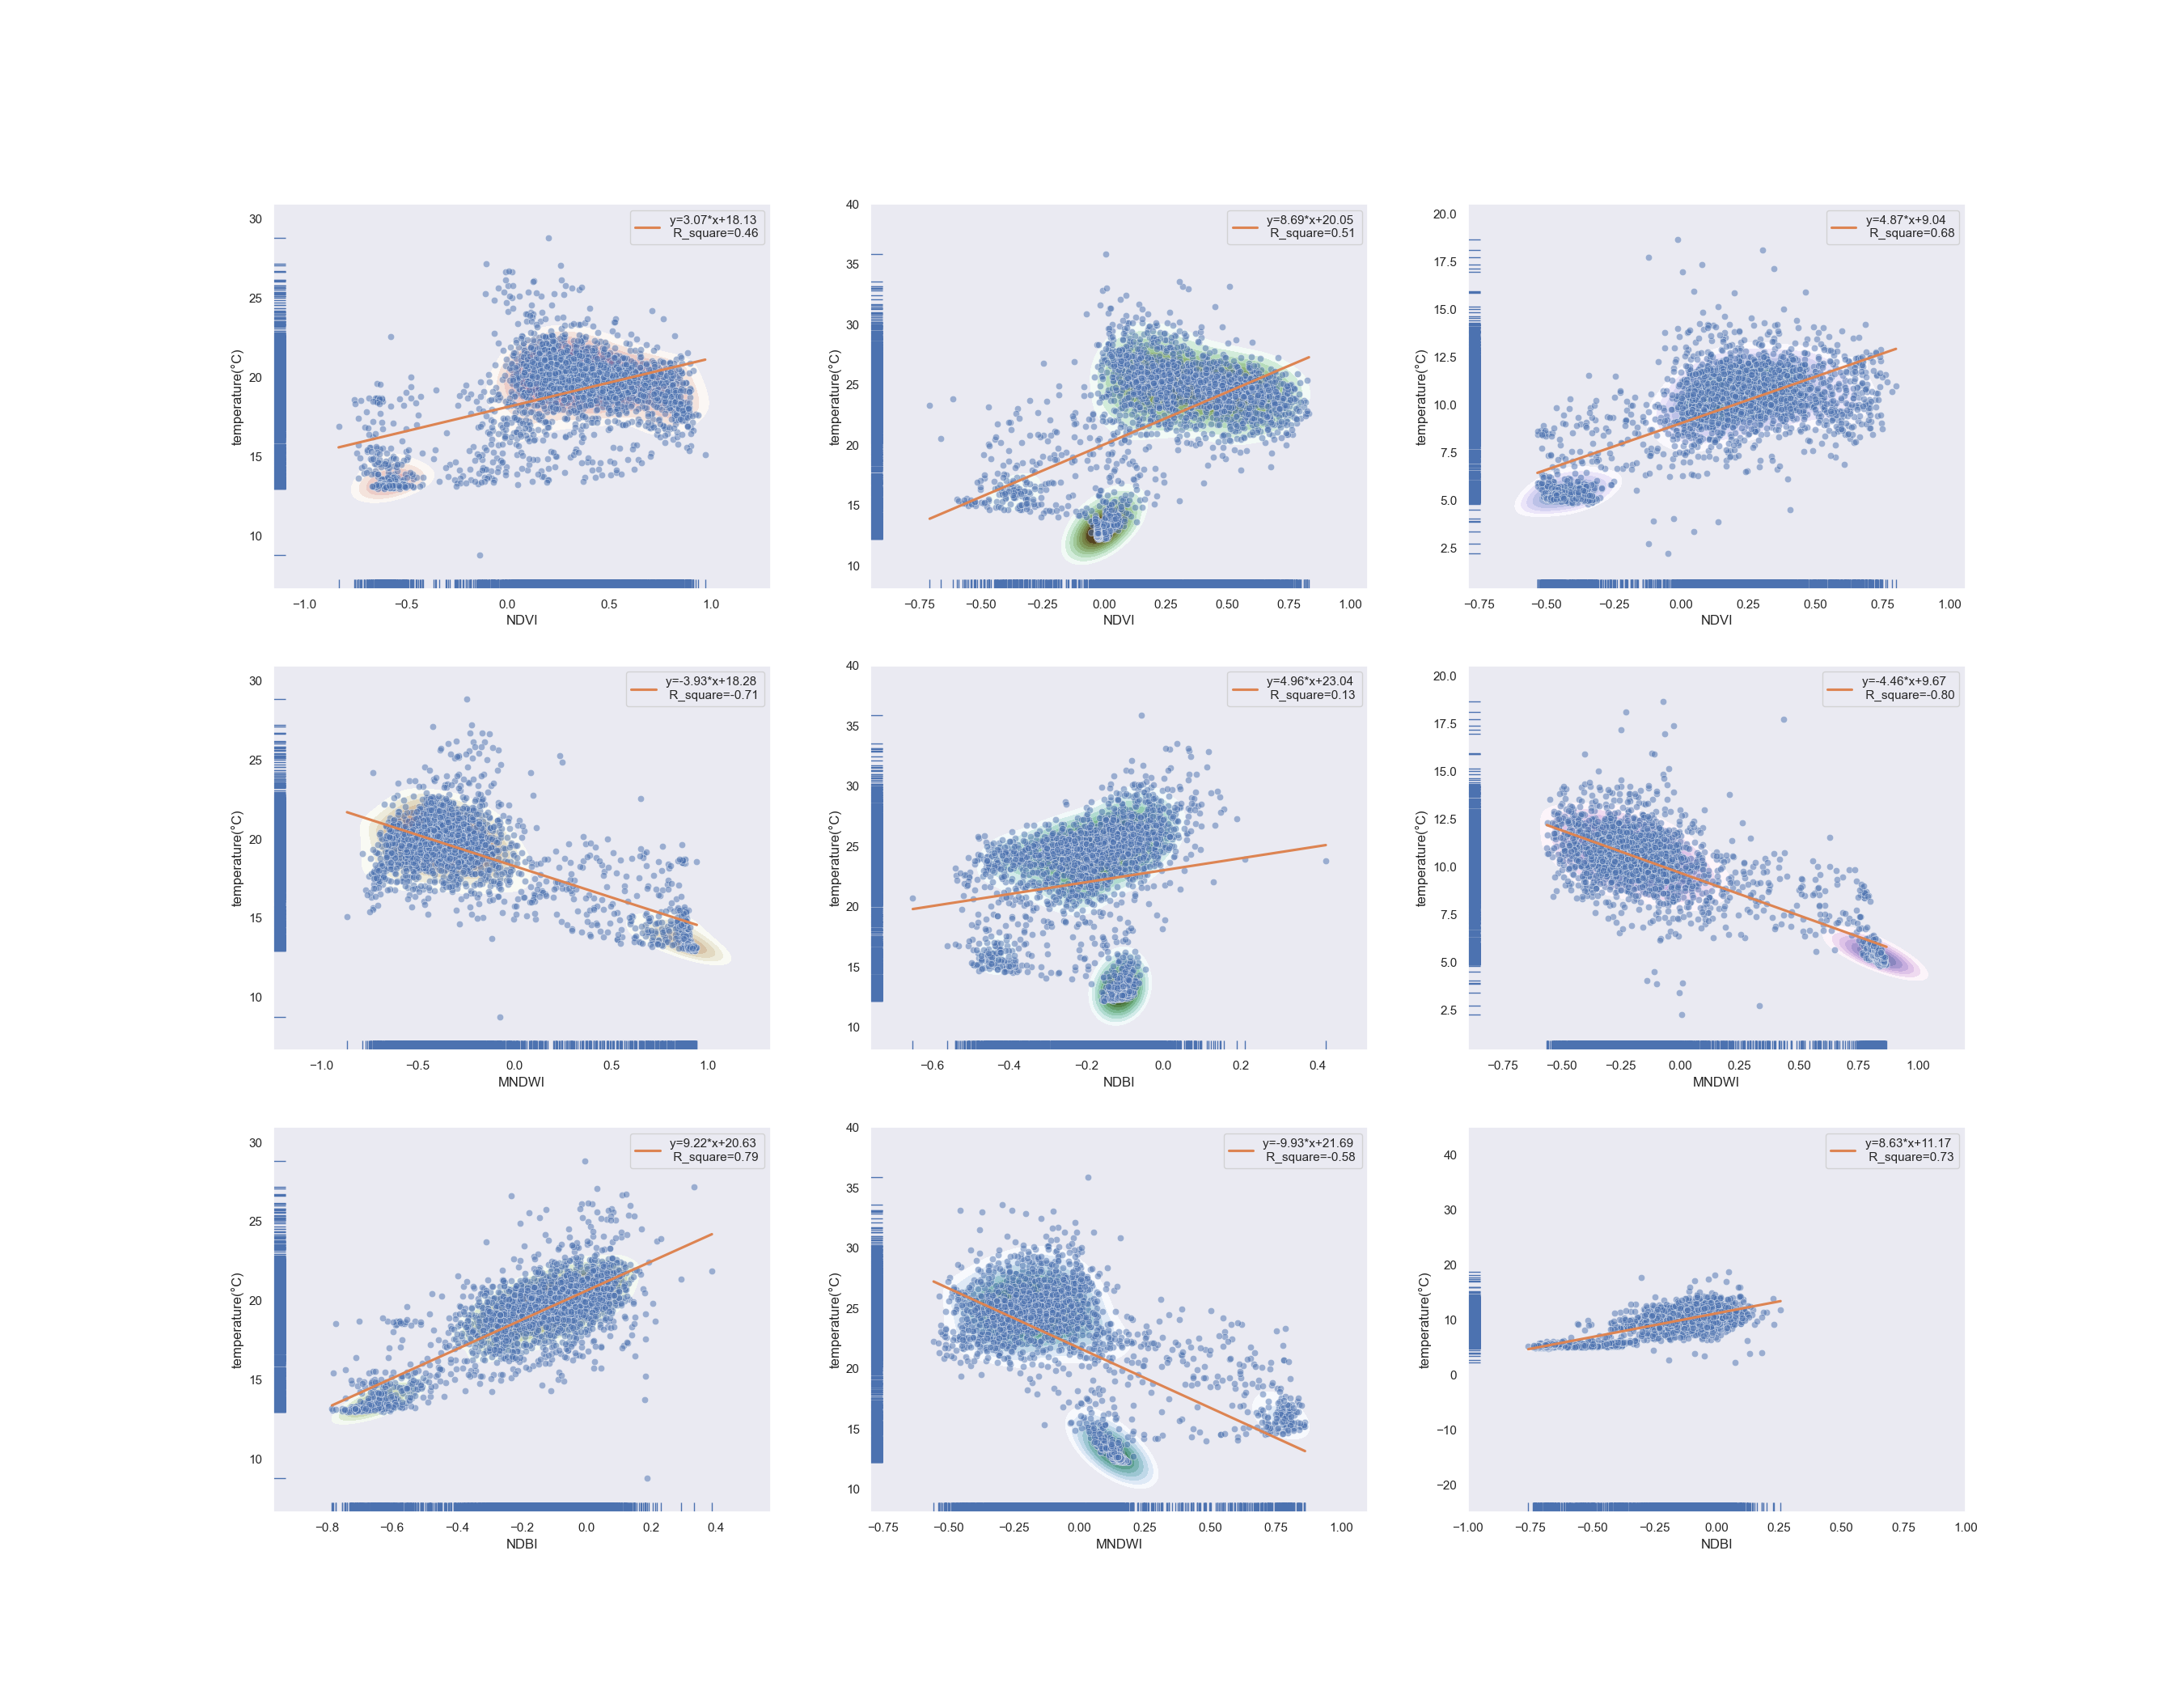 y=3.07*x+18.13
R_square=0.46
30
25
20
15
10
temperature(°C)
−1.0 −0.5 0.0 0.5 1.0
NDVI
y=8.69*x+20.05
R_square=0.51
40
35
30
25
20
15
10
temperature(°C)
−0.75 −0.50 −0.25 0.00 0.25 0.50 0.75 1.00
NDVI
y=4.87*x+9.04
R_square=0.68
20.0
17.5
15.0
12.5
10.0
7.5
5.0
2.5
temperature(°C)
−0.75 −0.50 −0.25 0.00 0.25 0.50 0.75 1.00
NDVI
y=-3.93*x+18.28
R_square=-0.71
30
25
20
15
10
temperature(°C)
−1.0 −0.5 0.0 0.5 1.0
MNDWI
y=4.96*x+23.04
R_square=0.13
40
35
30
25
20
15
10
temperature(°C)
−0.6 −0.4 −0.2 0.0 0.2 0.4
NDBI
y=-4.46*x+9.67
R_square=-0.80
20.0
17.5
15.0
12.5
10.0
7.5
5.0
2.5
temperature(°C)
−0.75 −0.50 −0.25 0.00 0.25 0.50 0.75 1.00
MNDWI
y=9.22*x+20.63
R_square=0.79
30
25
20
15
10
temperature(°C)
−0.8 −0.6 −0.4 −0.2 0.0 0.2 0.4
NDBI
y=-9.93*x+21.69
R_square=-0.58
40
35
30
25
20
15
10
temperature(°C)
−0.75 −0.50 −0.25 0.00 0.25 0.50 0.75 1.00
MNDWI
y=8.63*x+11.17
R_square=0.73
40
30
20
10
0
−10
−20
temperature(°C)
−1.00 −0.75 −0.50 −0.25 0.00 0.25 0.50 0.75 1.00
NDBI